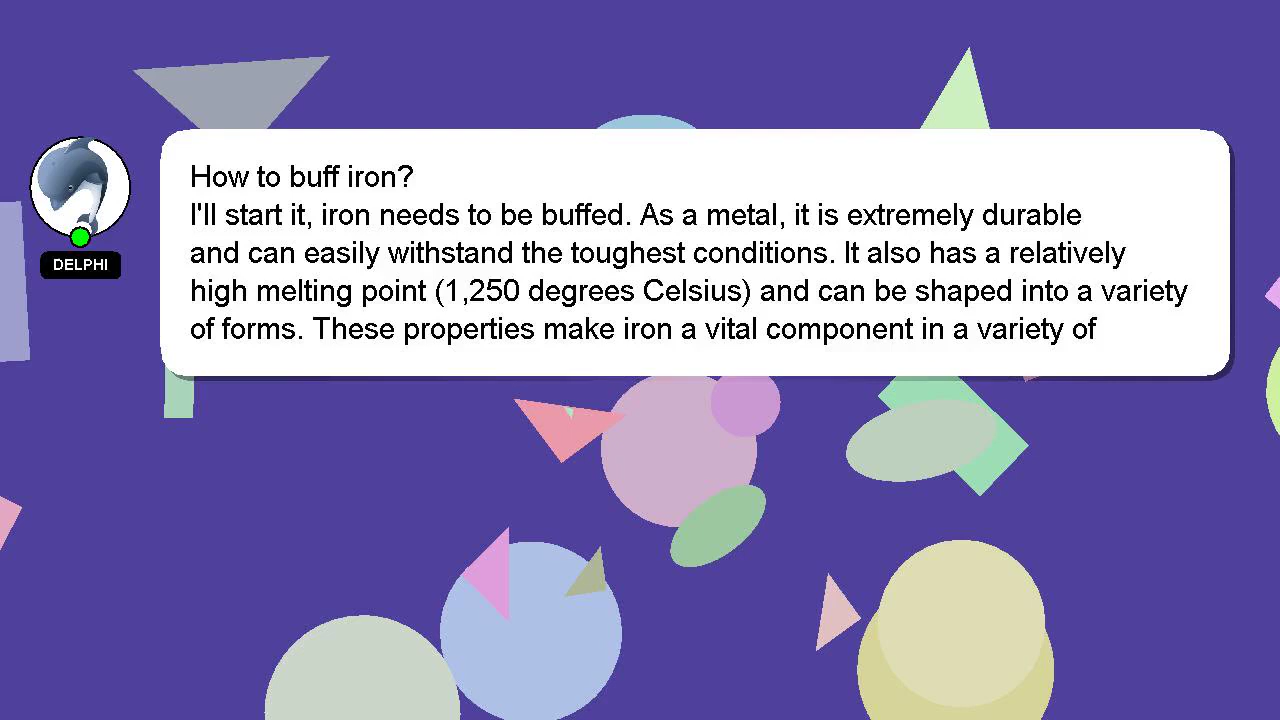 How to buff iron?
I'll start it, iron needs to be buffed. As a metal, it is extremely durable
and can easily withstand the toughest conditions. It also has a relatively
high melting point (1,250 degrees Celsius) and can be shaped into a variety
of forms. These properties make iron a vital component in a variety of
DELPHI